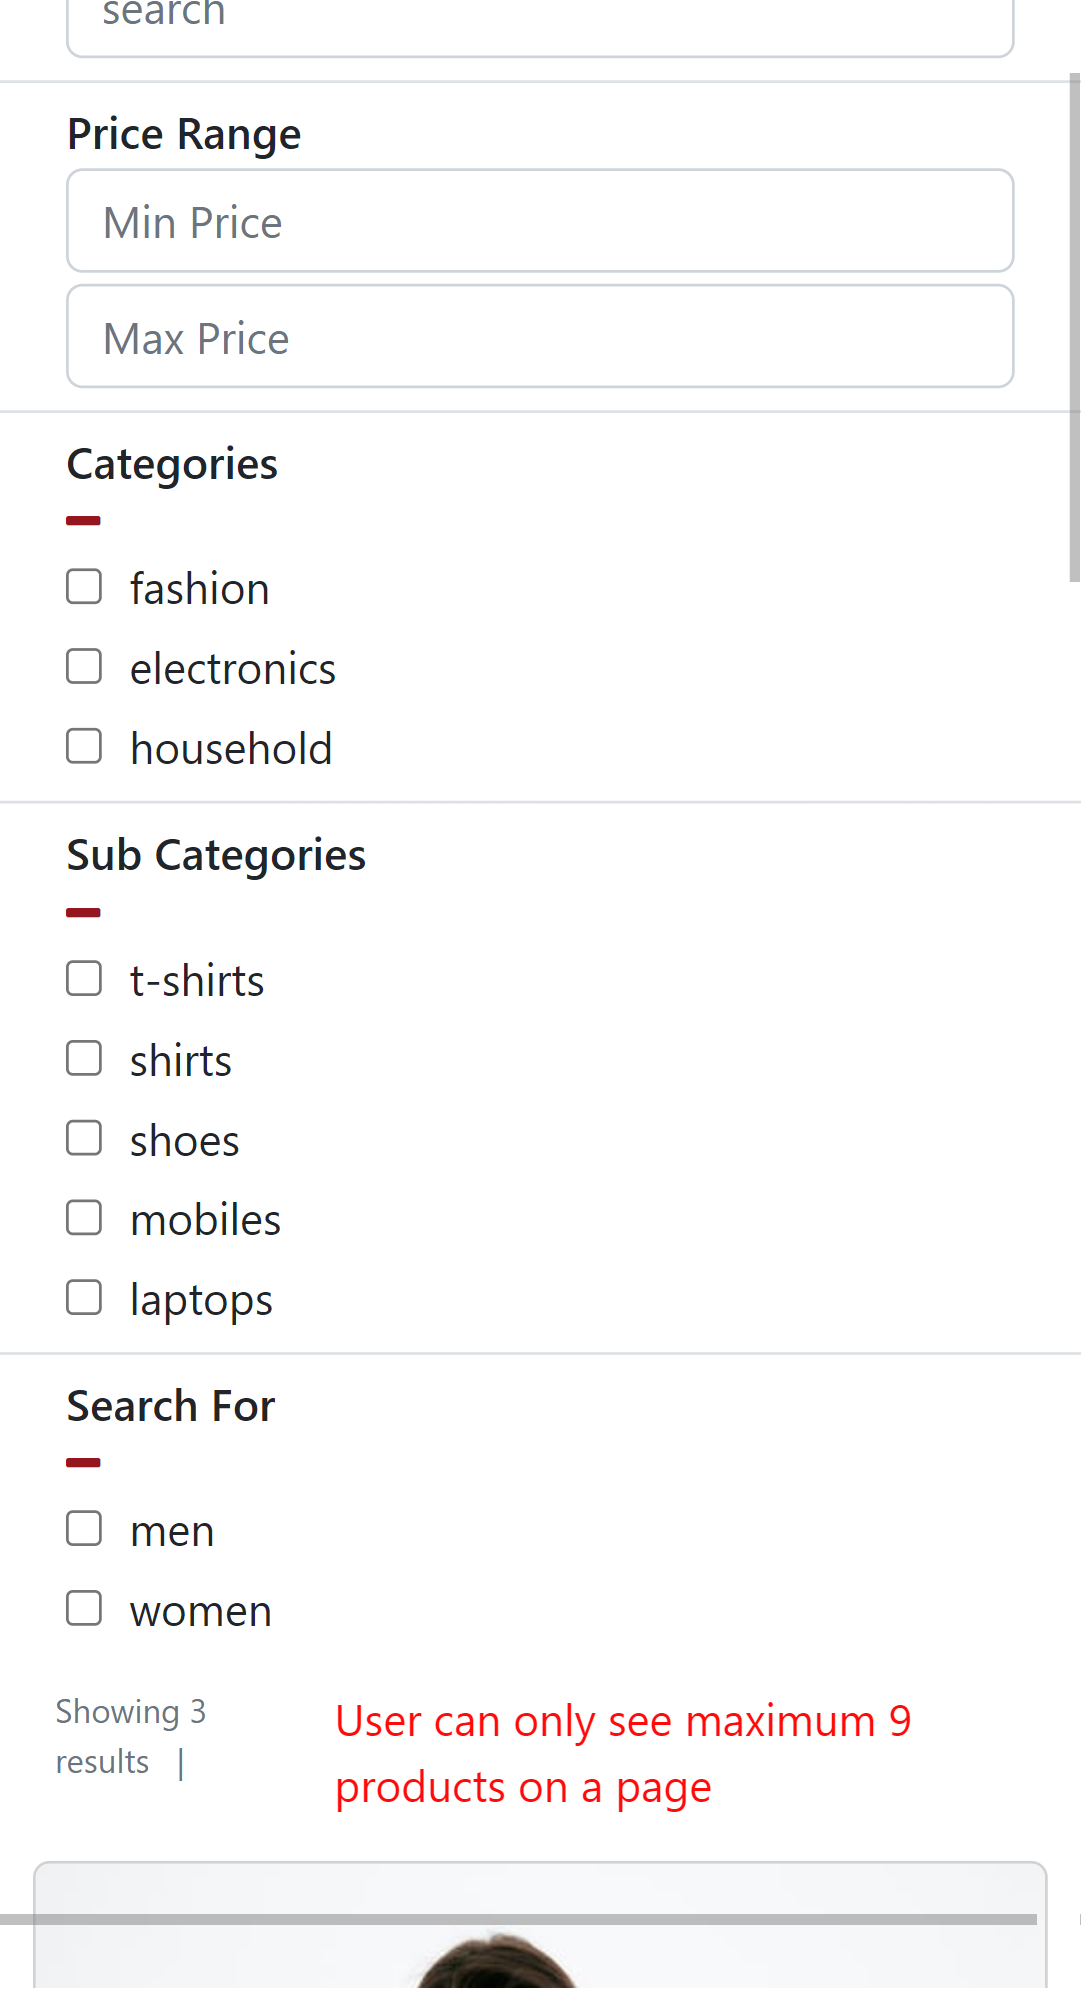 search
Price Range
Min Price
Max Price
Categories
fashion
electronics
household
Sub Categories
t-shirts
shirts
shoes
mobiles
laptops
Search For
men
women
Showing 3
results |
User can only see maximum 9
products on a page